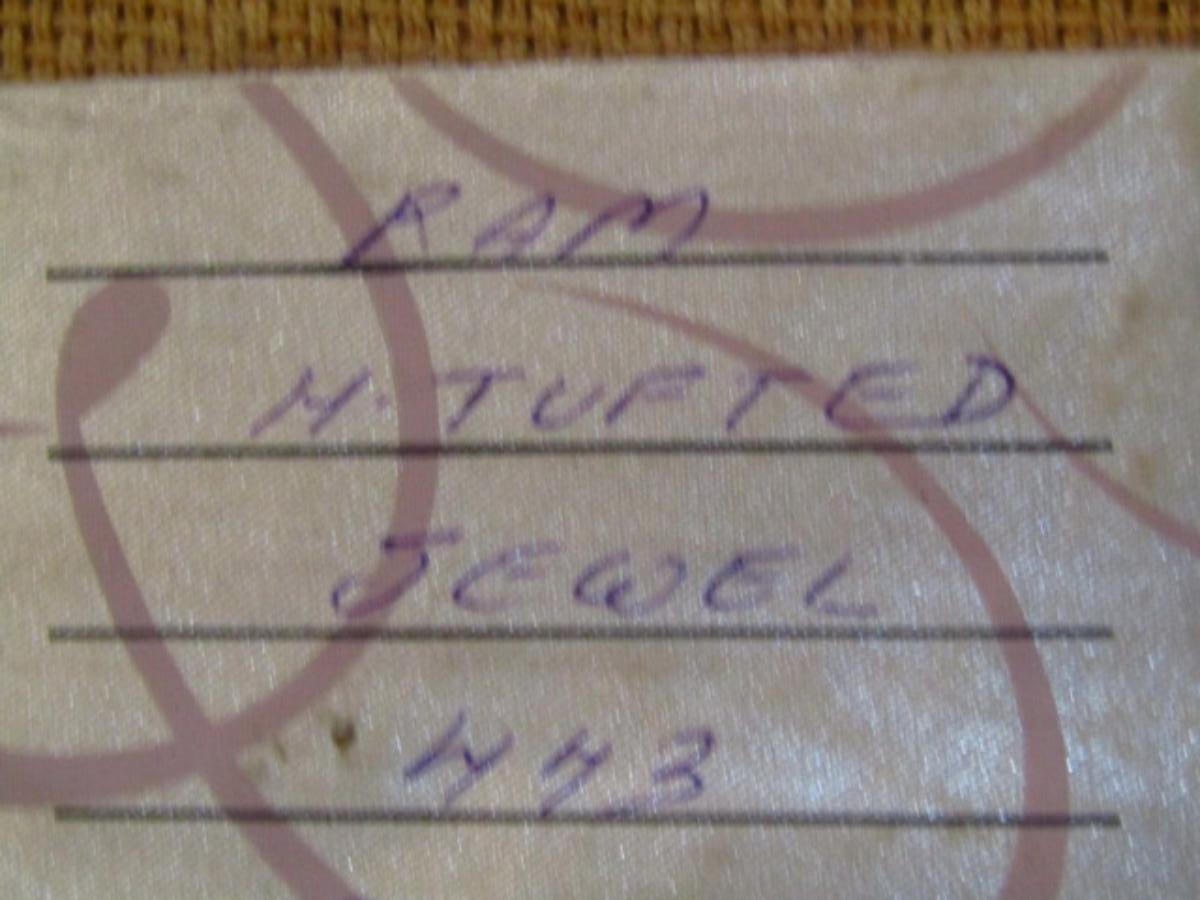 RAM
H. TUFTED
JEWEL
443